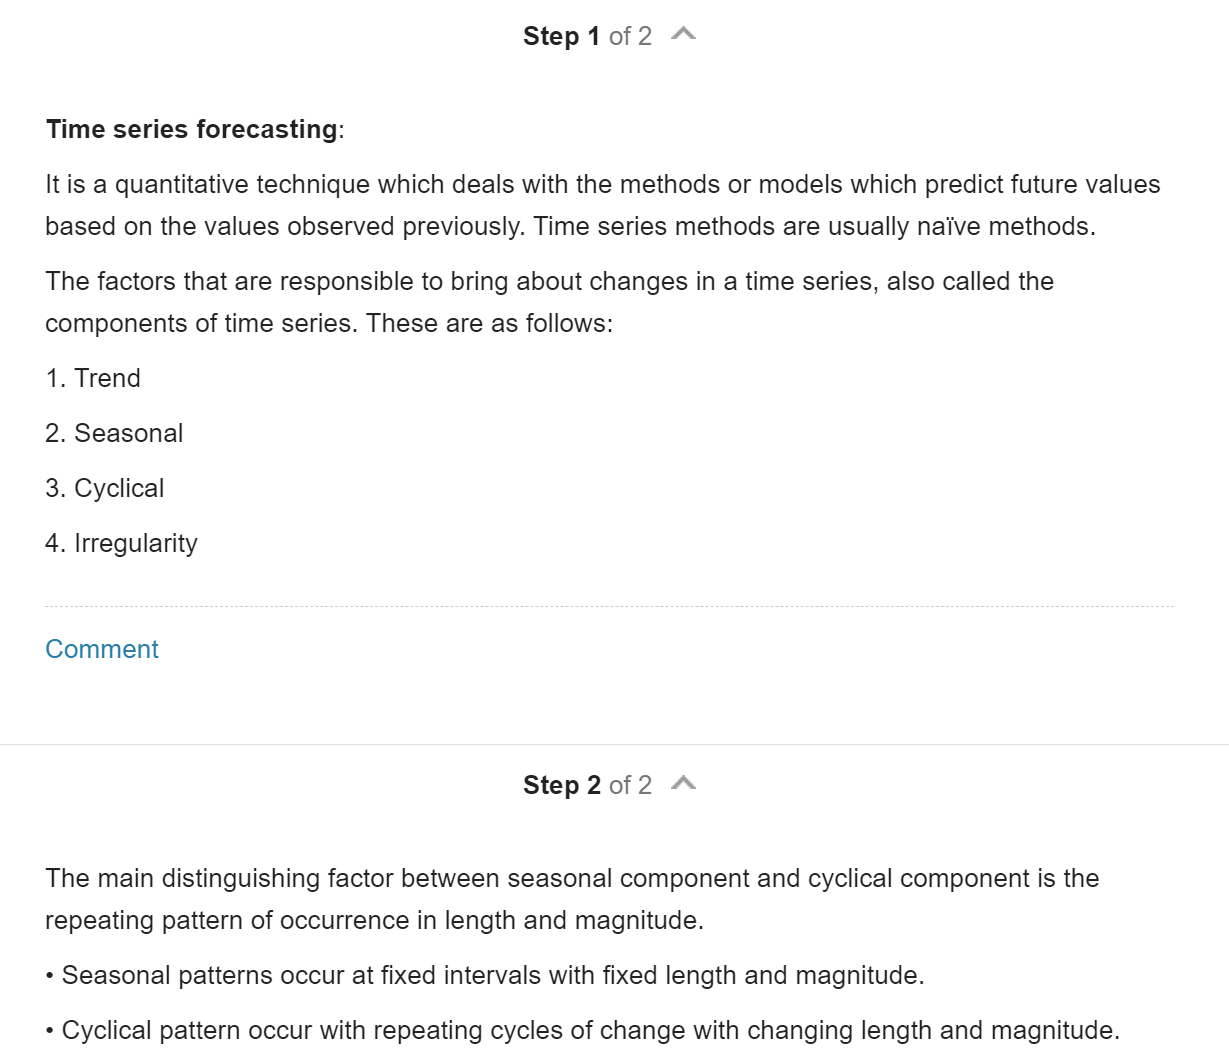 Step 1 of 2
Time series forecasting:
It is a quantitative technique which deals with the methods or models which predict future values
based on the values observed previously. Time series methods are usually naïve methods.
The factors that are responsible to bring about changes in a time series, also called the
components of time series. These are as follows:
1. Trend
2. Seasonal
3. Cyclical
4. Irregularity
Comment
Step 2 of 2
The main distinguishing factor between seasonal component and cyclical component is the
repeating pattern of occurrence in length and magnitude.
• Seasonal patterns occur at fixed intervals with fixed length and magnitude.
• Cyclical pattern occur with repeating cycles of change with changing length and magnitude.